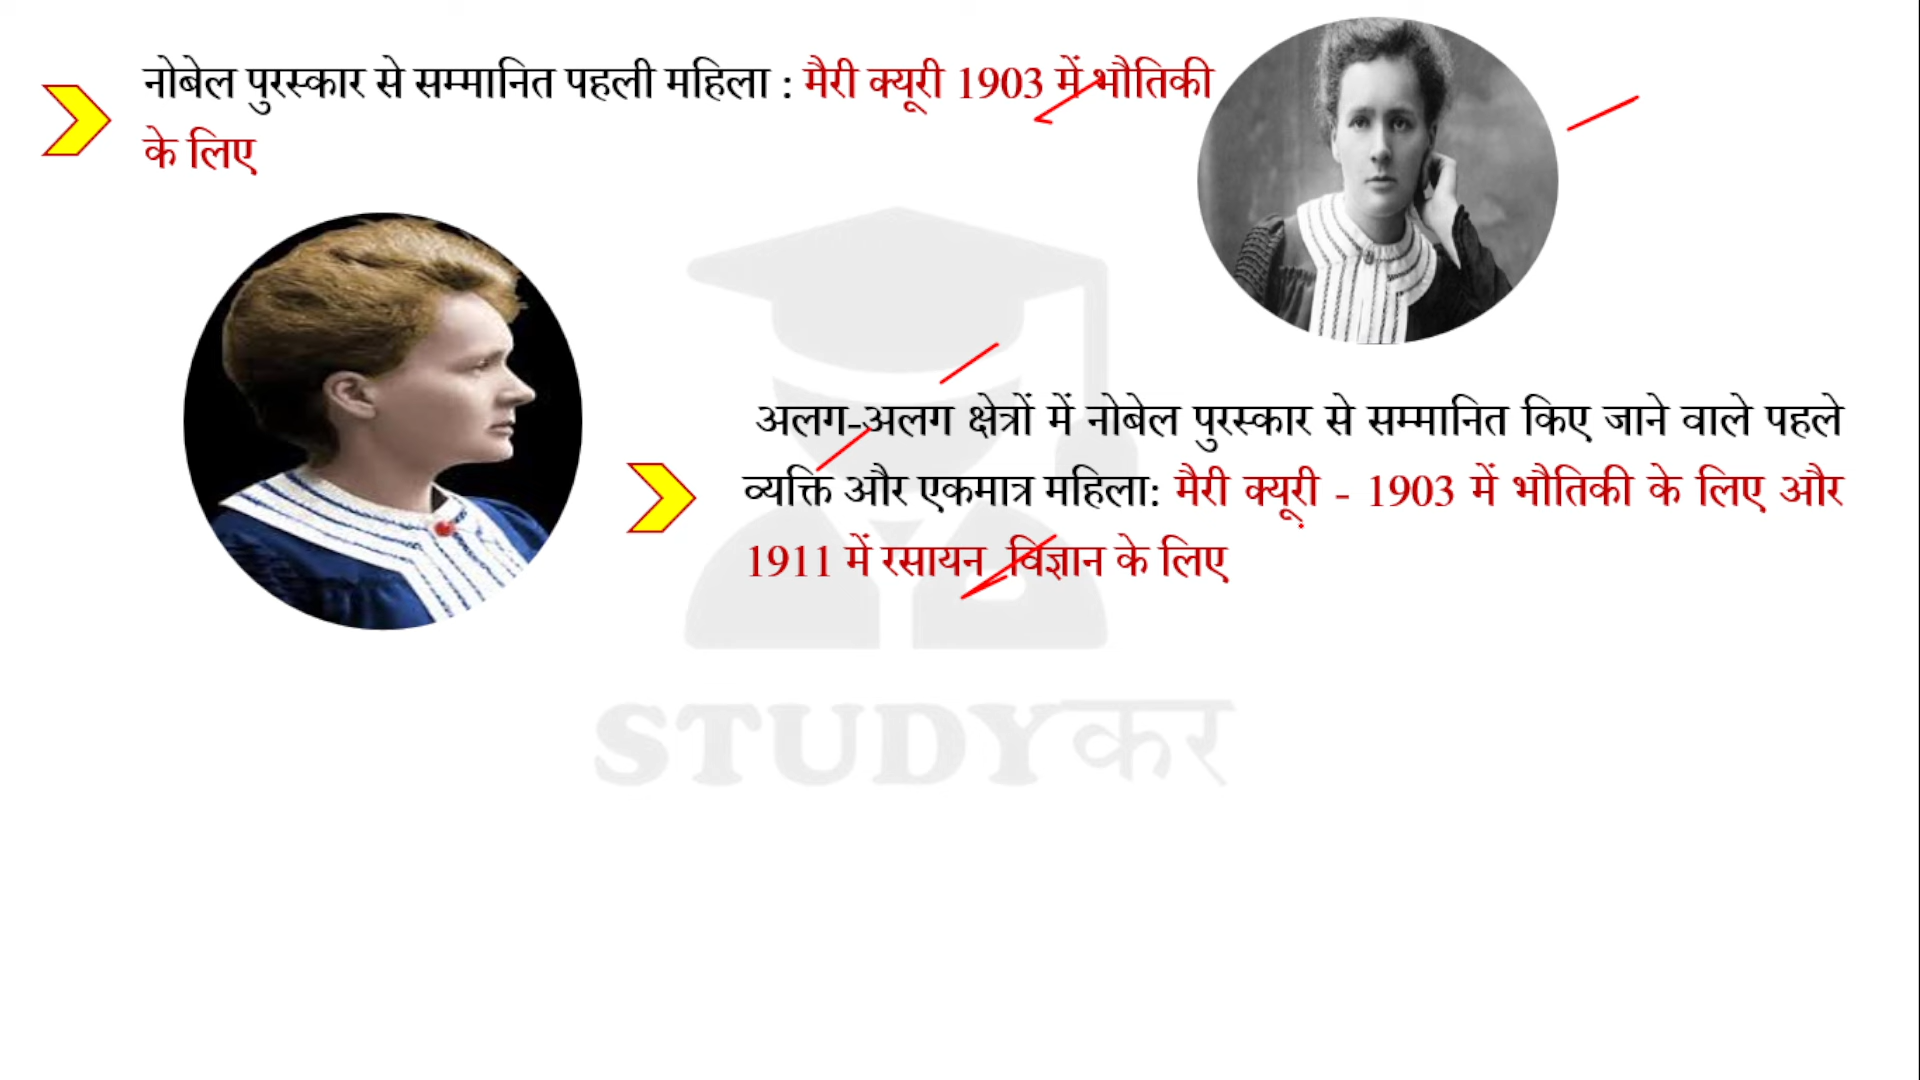 नोबेल पुरस्कार से सम्मानित पहली महिला : मैरी क्यूरी 1903 में भौतिकी
के लिए
अलग-अलग क्षेत्रों में नोबेल पुरस्कार से सम्मानित किए जाने वाले पहले
व्यक्ति और एकमात्र महिला: मैरी क्यूरी - 1903 में भौतिकी के लिए और
1911 में रसायन विज्ञान के लिए
STUDYकर